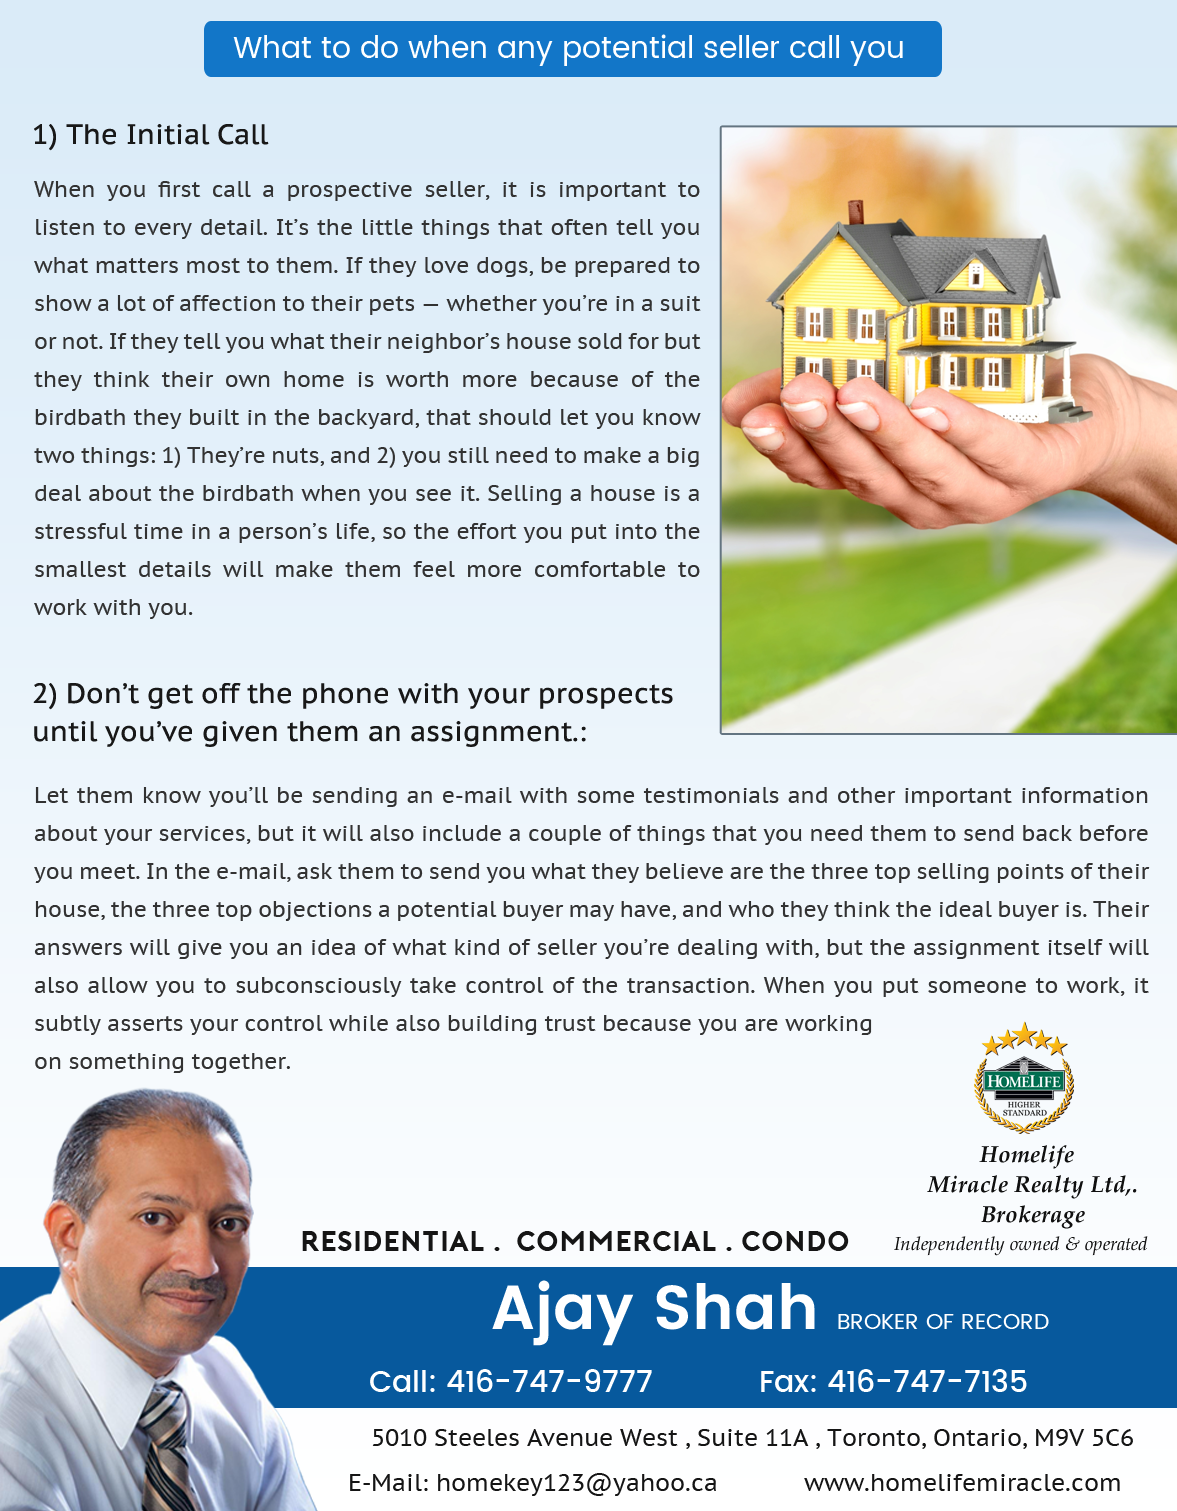 What to do when any potential seller call you
1) The Initial Call
When you first call a prospective seller, it is important to
listen to every detail. It’s the little things that often tell you
what matters most to them. If they love dogs, be prepared to
show a lot of affection to their pets — whether you’re in a suit
or not. If they tell you what their neighbor’s house sold for but
they think their own home is worth more because of the
birdbath they built in the backyard, that should let you know
two things: 1) They’re nuts, and 2) you still need to make a big
deal about the birdbath when you see it. Selling a house is a
stressful time in a person’s life, so the effort you put into the
smallest details will make them feel more comfortable to
work with you.
2) Don’t get off the phone with your prospects
until you’ve given them an assignment.:
Let them know you’ll be sending an e-mail with some testimonials and other important information
about your services, but it will also include a couple of things that you need them to send back before
you meet. In the e-mail, ask them to send you what they believe are the three top selling points of their
house, the three top objections a potential buyer may have, and who they think the ideal buyer is. Their
answers will give you an idea of what kind of seller you’re dealing with, but the assignment itself will
also allow you to subconsciously take control of the transaction. When you put someone to work, it
subtly asserts your control while also building trust because you are working
on something together.
HOMELIFE
HIGHER
STANDARD
Homelife
Miracle Realty Ltd,.
Brokerage
Independently owned & operated
RESIDENTIAL . COMMERCIAL . CONDO
Ajay Shah BROKER OF RECORD
Call: 416-747-9777 Fax: 416-747-7135
5010 Steeles Avenue West , Suite 11A , Toronto, Ontario, M9V 5C6
E-Mail: homekey123@yahoo.ca www.homelifemiracle.com